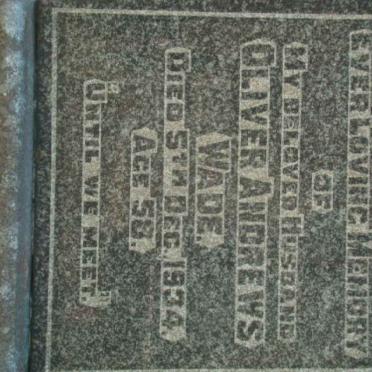 EVER LOVING MEMORY
OF
MY BELOVED HUSBAND
OLIVER ANDREWS
WADE
DIED 5TH DEC. 1934.
AGE 58.
"UNTIL WE MEET."